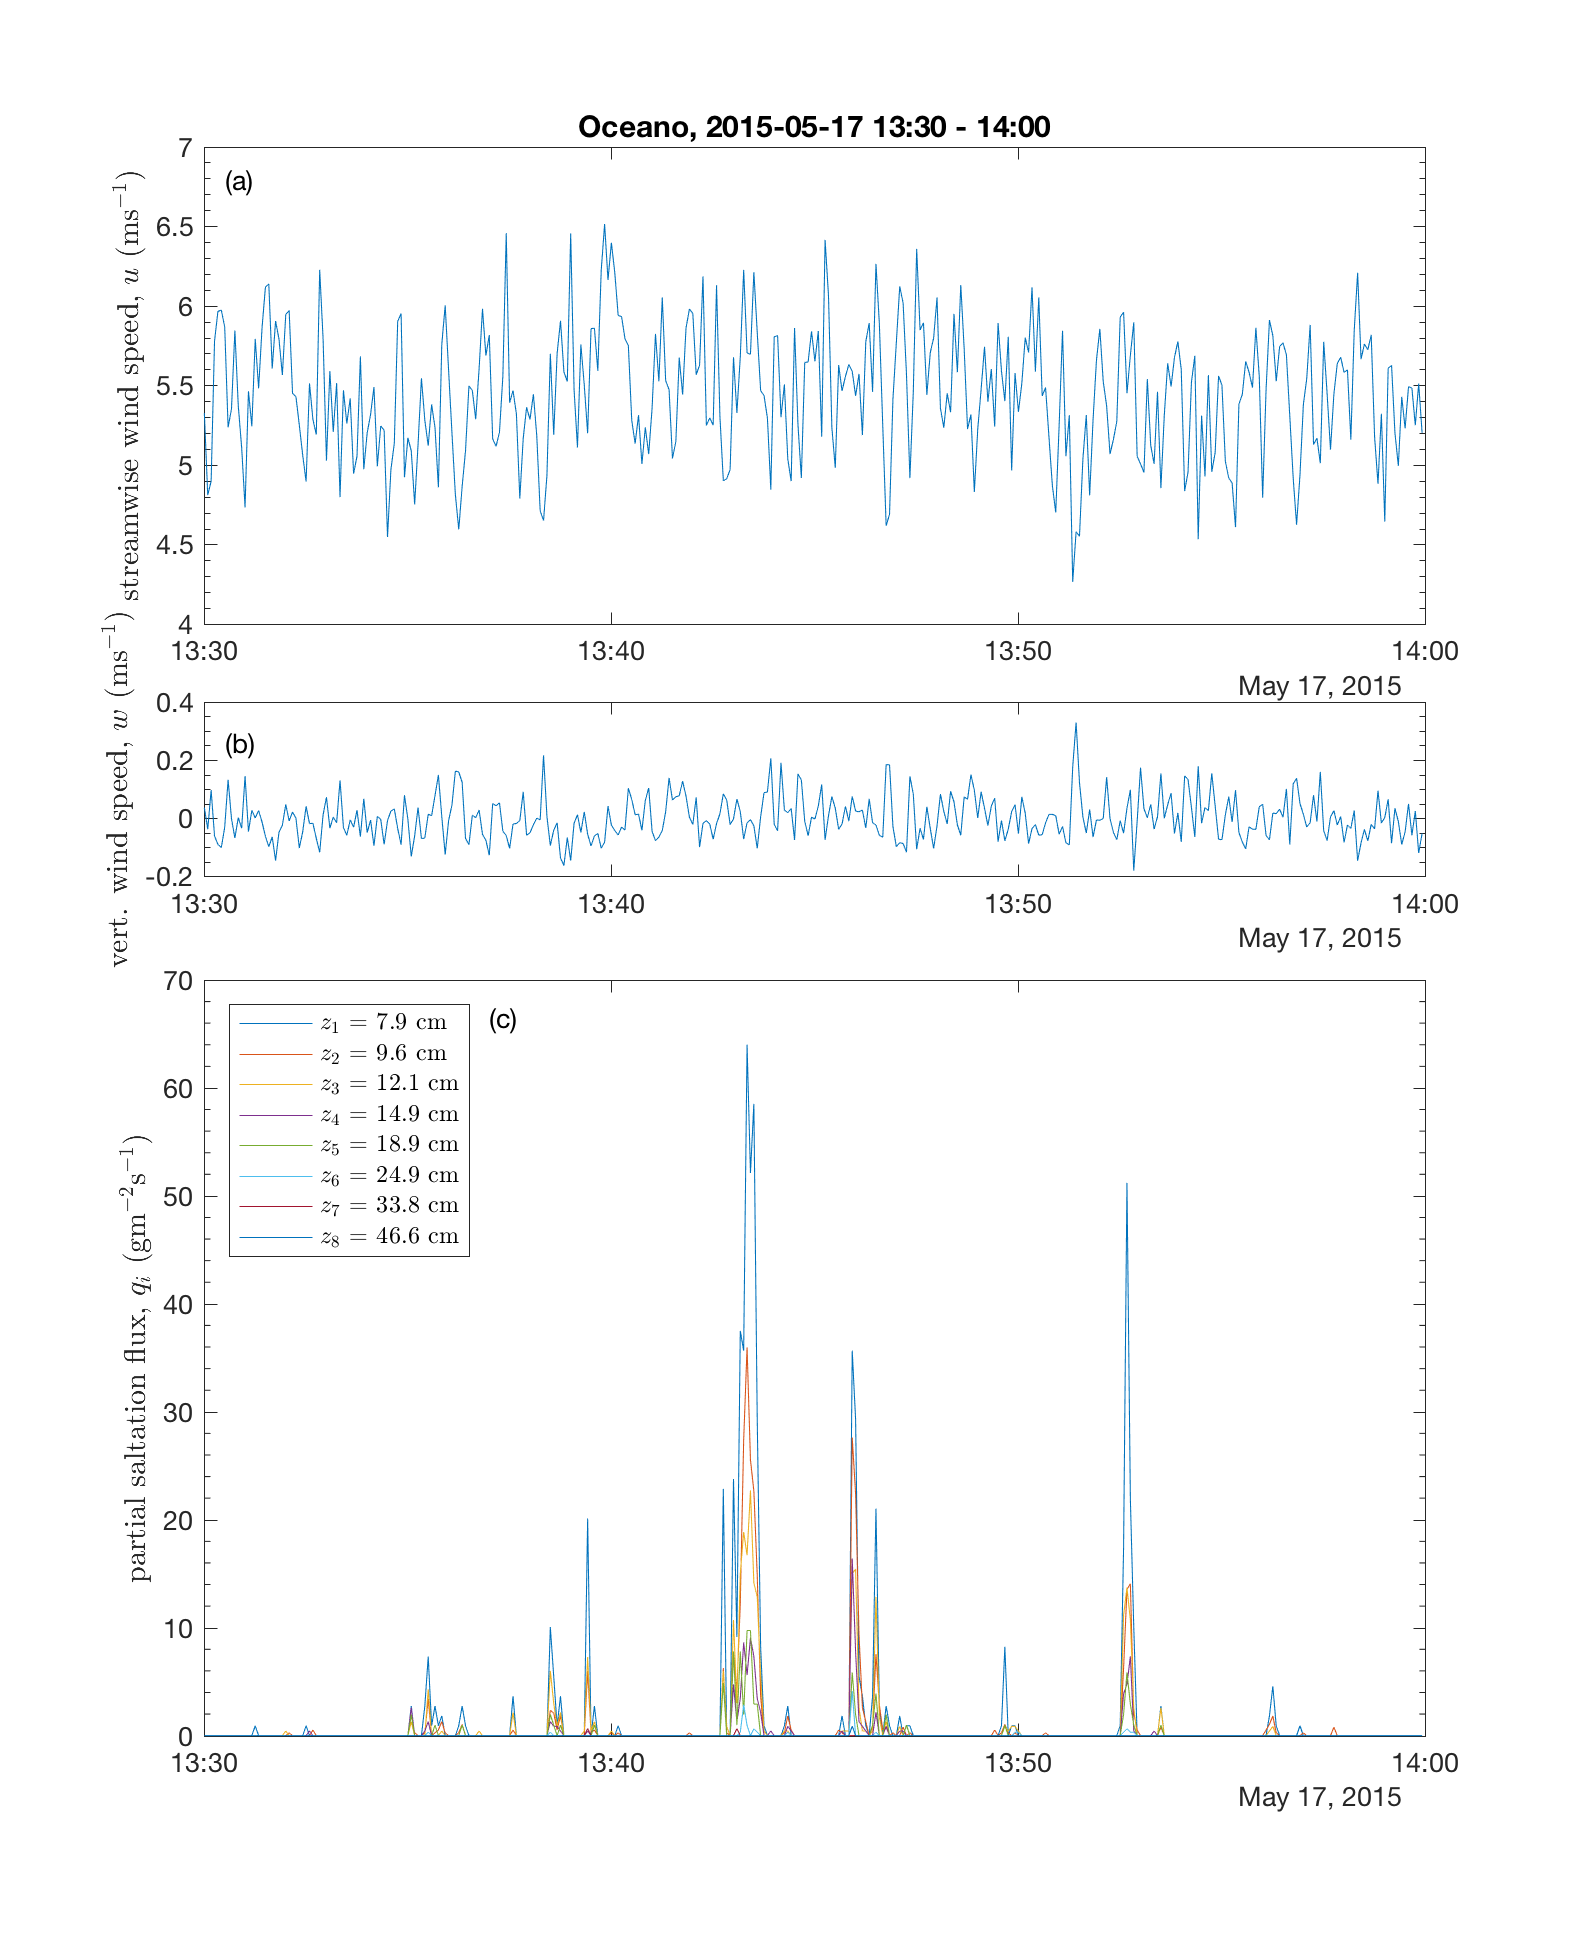 Oceano, 2015-05-17 13:30 - 14:00
(a)
streamwise wind speed, u (ms⁻¹)
7
6.5
6
5.5
5
4.5
4
13:30 13:40 13:50 14:00
May 17, 2015
(b)
vert. wind speed, w (ms⁻¹)
0.4
0.2
0
-0.2
13:30 13:40 13:50 14:00
May 17, 2015
(c)
partial saltation flux, qᵢ (gm⁻²s⁻¹)
70
60
50
40
30
20
10
0
z₁ = 7.9 cm
z₂ = 9.6 cm
z₃ = 12.1 cm
z₄ = 14.9 cm
z₅ = 18.9 cm
z₆ = 24.9 cm
z₇ = 33.8 cm
z₈ = 46.6 cm
13:30 13:40 13:50 14:00
May 17, 2015